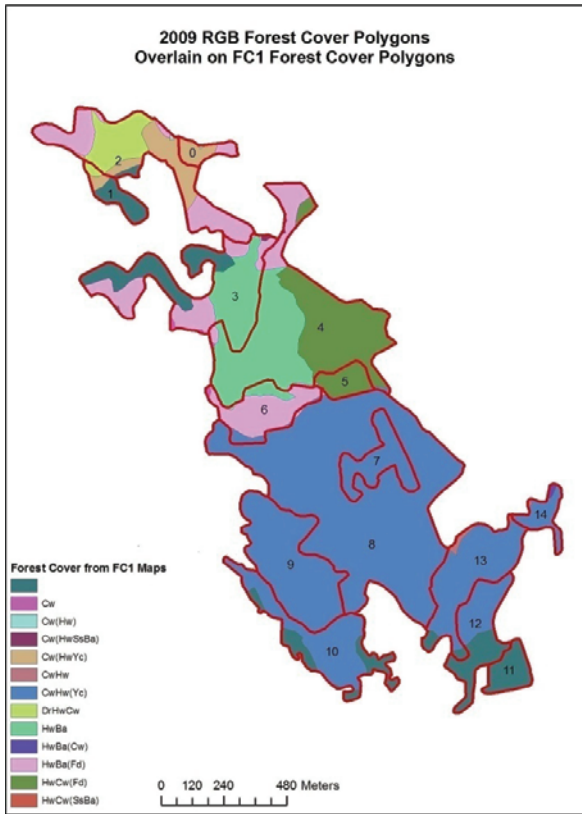 2009 RGB Forest Cover Polygons
Overlain on FC1 Forest Cover Polygons
0
2
1
3
4
5
6
7
14
8
13
9
12
10
11
Forest Cover from FC1 Maps
Cw
Cw(Hw)
Cw(HwSsBa)
Cw(HwYc)
CwHw
CwHw(Yc)
DrHwCw
HwBa
HwBa(Cw)
HwBa(Fd)
HwCw(Fd)
HwCw(SsBa)
0 120 240 480 Meters